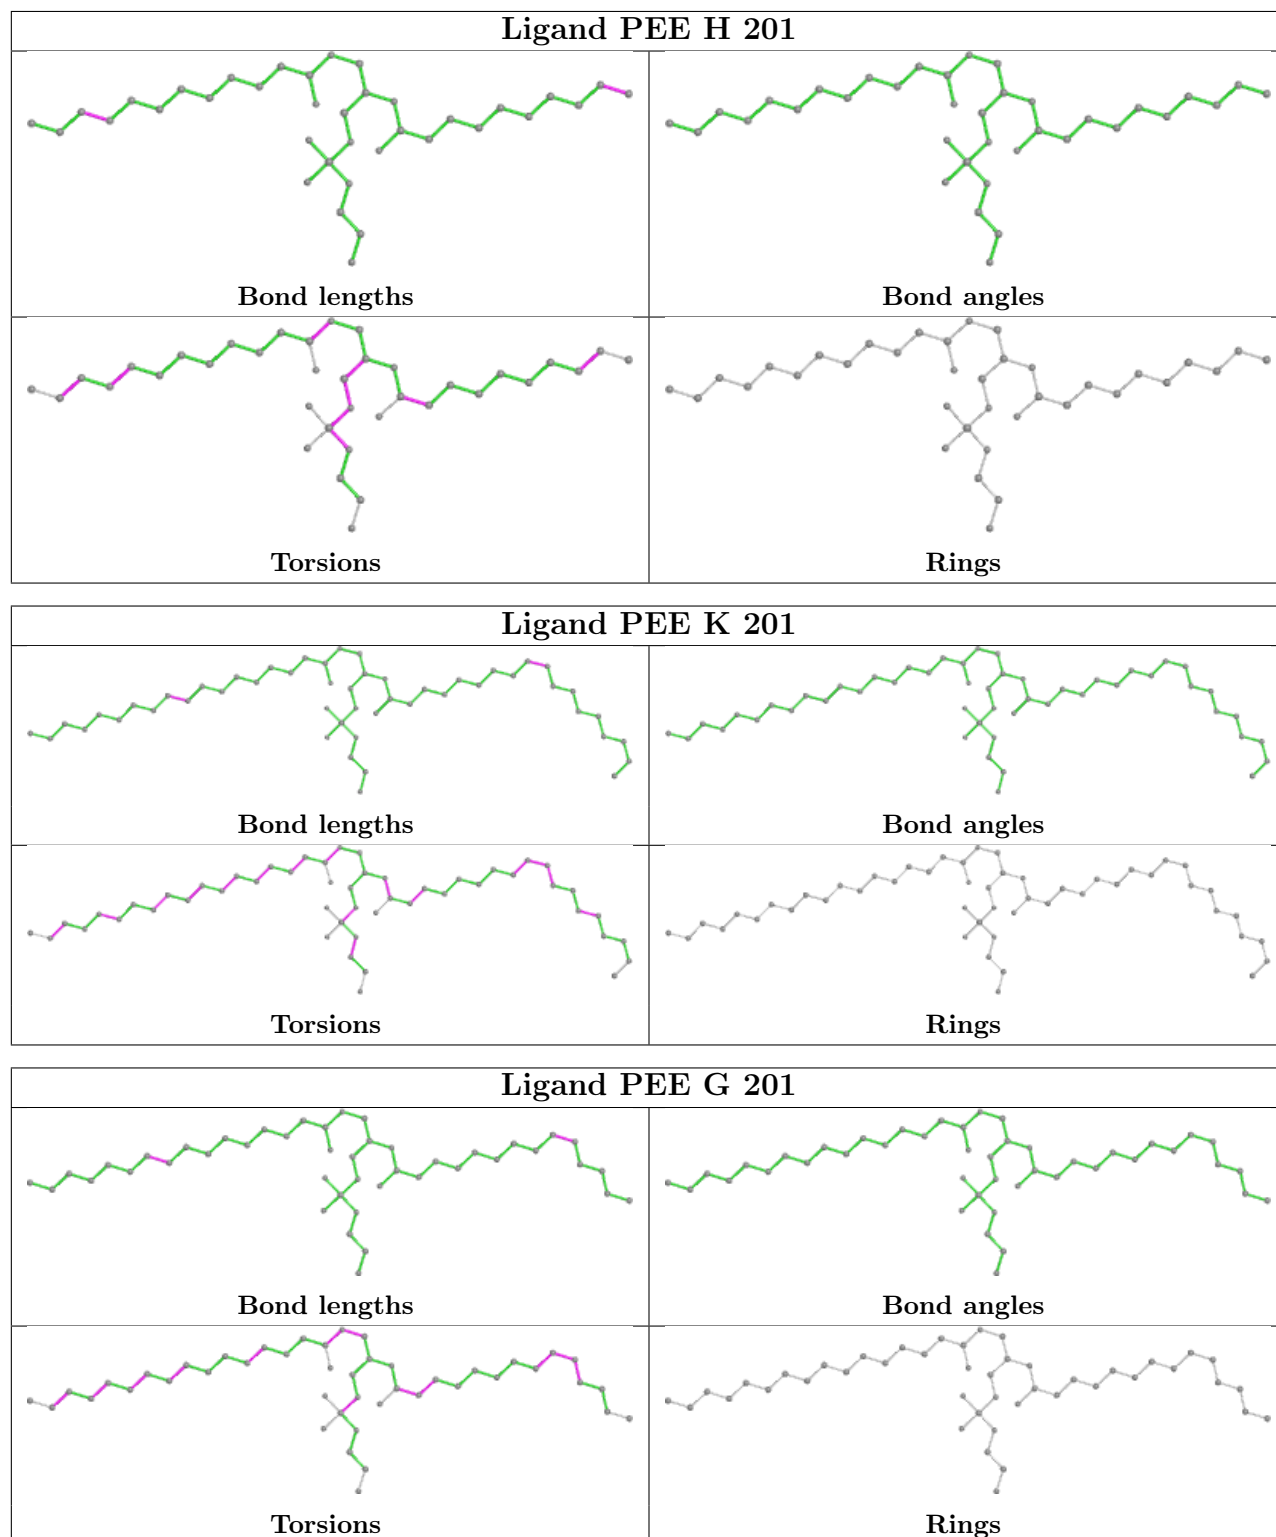 Ligand PEE H 201
Bond lengths
Bond angles
Torsions
Rings
Ligand PEE K 201
Bond lengths
Bond angles
Torsions
Rings
Ligand PEE G 201
Bond lengths
Bond angles
Torsions
Rings